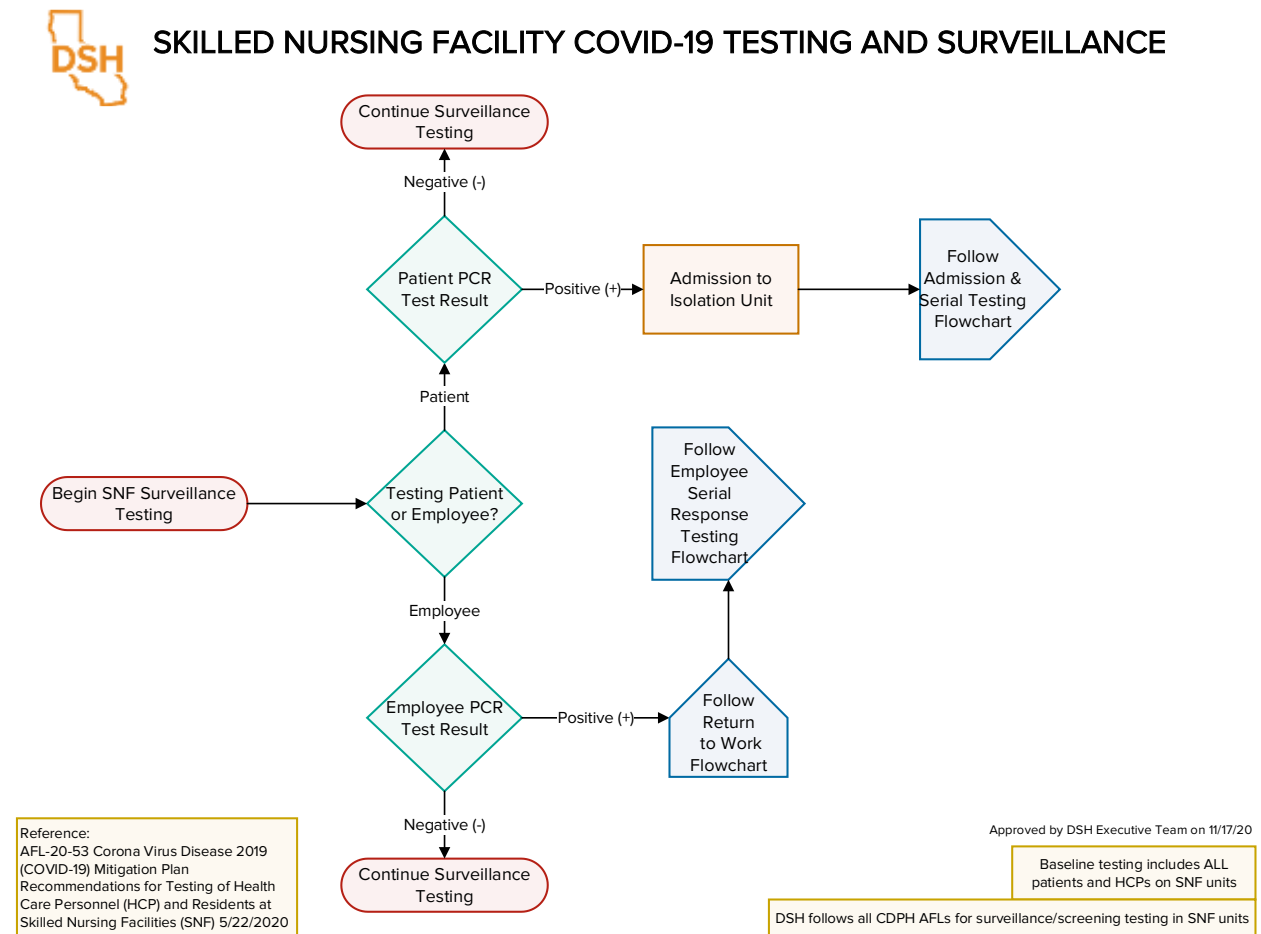 DSH
SKILLED NURSING FACILITY COVID-19 TESTING AND SURVEILLANCE
Continue Surveillance
Testing
Negative (-)
Patient PCR
Test Result
Positive (+)
Admission to
Isolation Unit
Follow
Admission &
Serial Testing
Flowchart
Patient
Begin SNF Surveillance
Testing
Testing Patient
or Employee?
Follow
Employee
Serial
Response
Testing
Flowchart
Employee
Employee PCR
Test Result
Positive (+)
Follow
Return
to Work
Flowchart
Negative (-)
Continue Surveillance
Testing
Reference:
AFL-20-53 Corona Virus Disease 2019
(COVID-19) Mitigation Plan
Recommendations for Testing of Health
Care Personnel (HCP) and Residents at
Skilled Nursing Facilities (SNF) 5/22/2020
Approved by DSH Executive Team on 11/17/20
Baseline testing includes ALL
patients and HCPs on SNF units
DSH follows all CDPH AFLs for surveillance/screening testing in SNF units